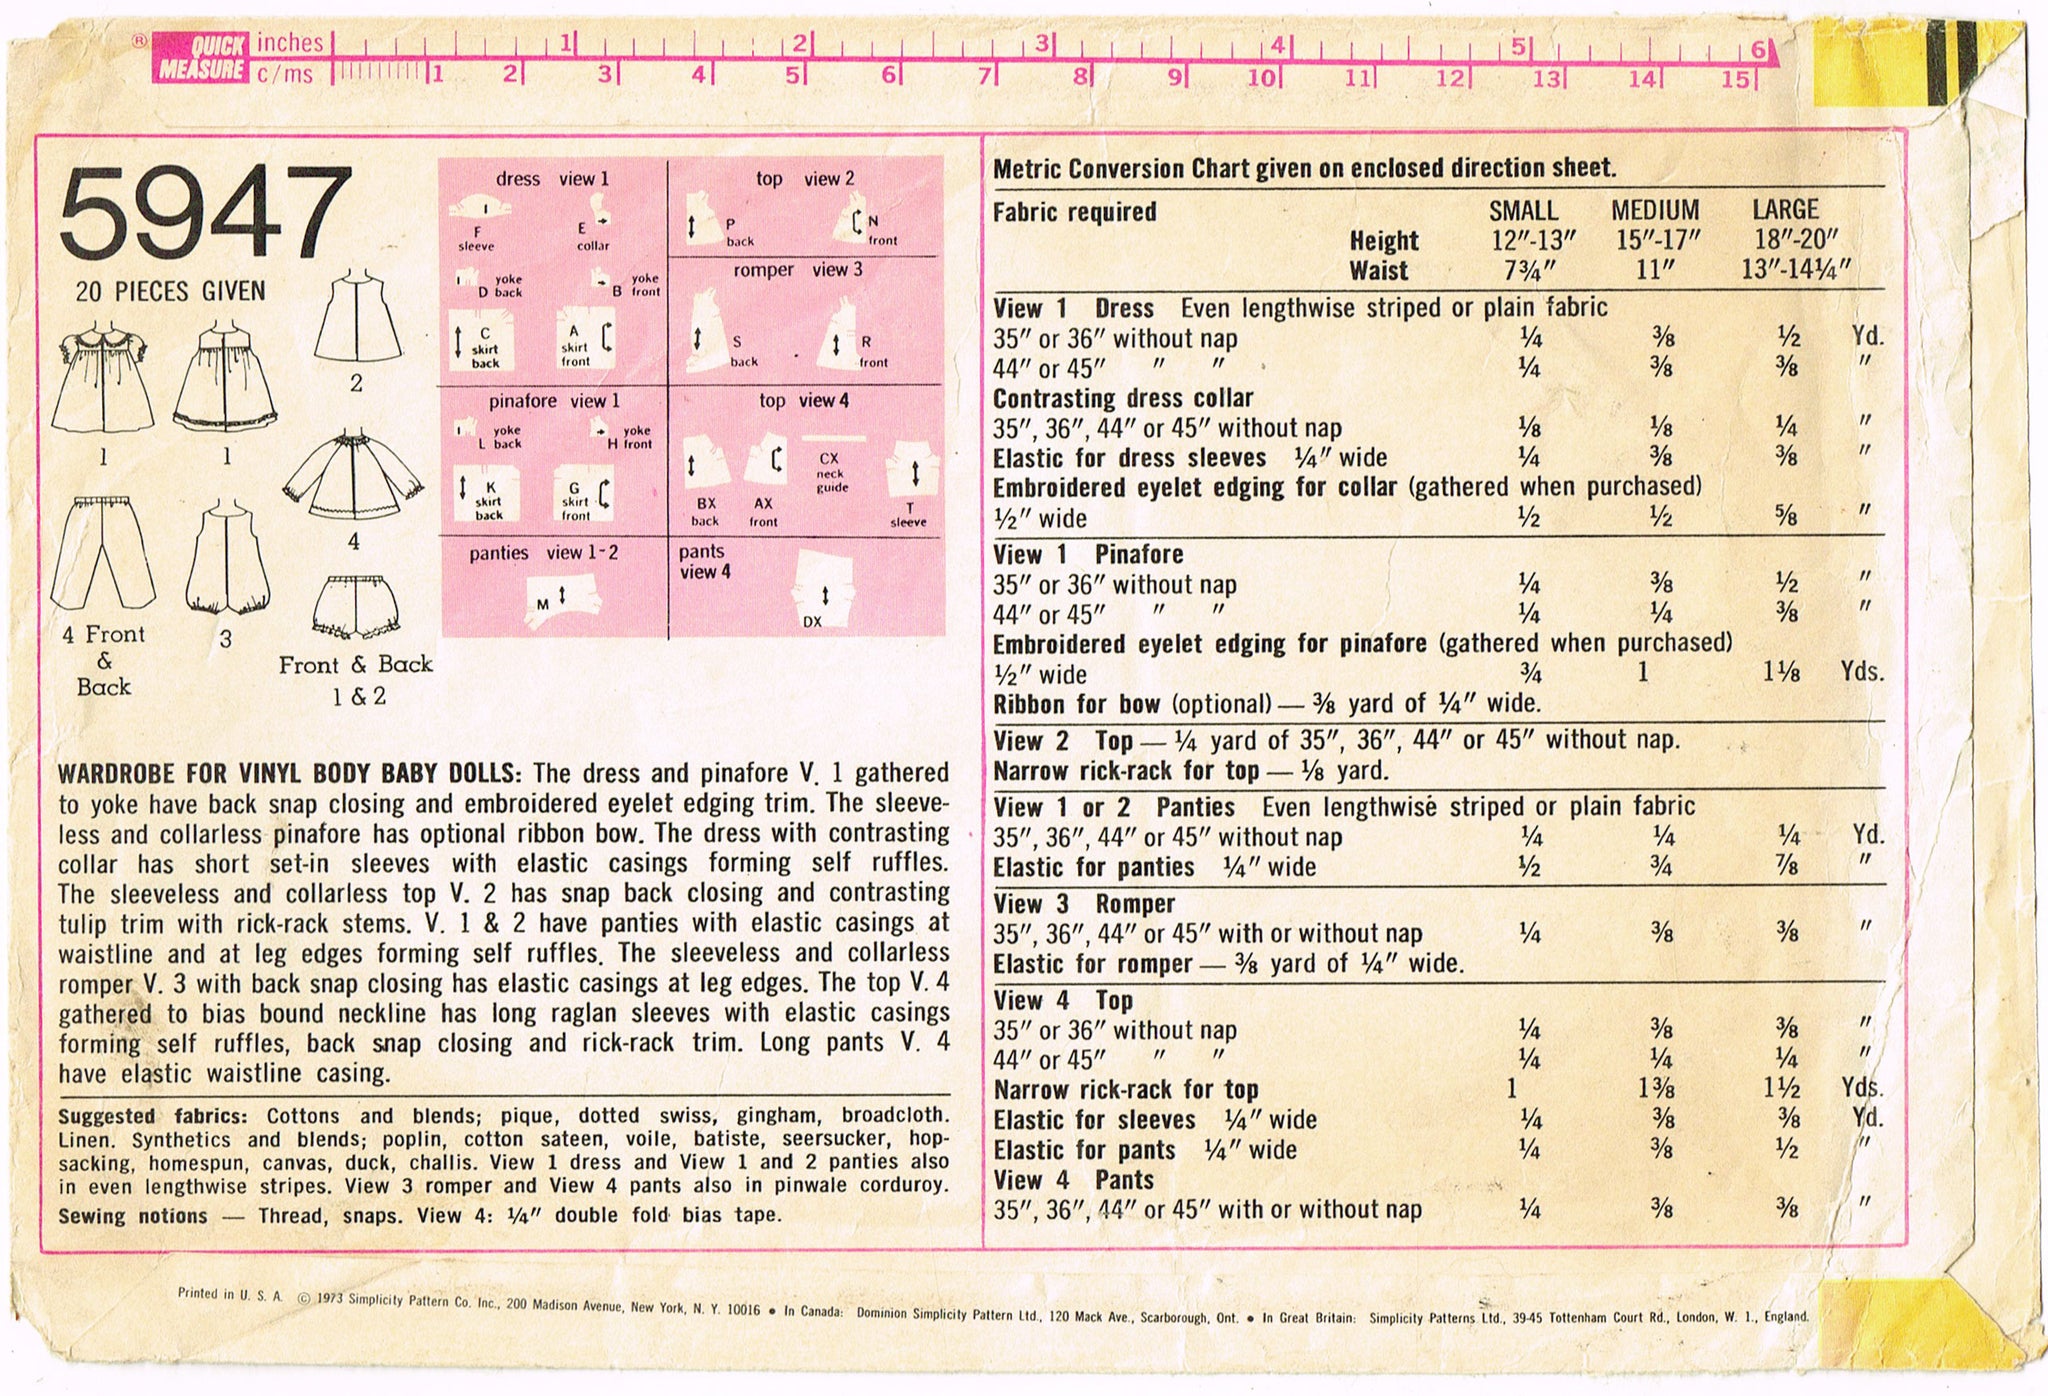 ® QUICK MEASURE
inches 1 2 3 4 5 6
c/ms 1 2 3 4 5 6 7 8 9 10 11 12 13 14 15
5947
20 PIECES GIVEN
1
1
2
4
4 Front
&
Back
3
Front & Back
1 & 2
dress view 1
F
sleeve
E
collar
D yoke back
B yoke front
C
skirt
back
A
skirt
front
top view 2
P
back
N
front
romper view 3
S
back
R
front
pinafore view 1
L yoke back
H yoke front
K
skirt
back
G
skirt
front
top view 4
BX
back
AX
front
CX
neck
guide
T
sleeve
panties view 1-2
M
pants
view 4
DX
WARDROBE FOR VINYL BODY BABY DOLLS: The dress and pinafore V. 1 gathered
to yoke have back snap closing and embroidered eyelet edging trim. The sleeve-
less and collarless pinafore has optional ribbon bow. The dress with contrasting
collar has short set-in sleeves with elastic casings forming self ruffles.
The sleeveless and collarless top V. 2 has snap back closing and contrasting
tulip trim with rick-rack stems. V. 1 & 2 have panties with elastic casings at
waistline and at leg edges forming self ruffles. The sleeveless and collarless
romper V. 3 with back snap closing has elastic casings at leg edges. The top V. 4
gathered to bias bound neckline has long raglan sleeves with elastic casings
forming self ruffles, back snap closing and rick-rack trim. Long pants V. 4
have elastic waistline casing.
Suggested fabrics: Cottons and blends; pique, dotted swiss, gingham, broadcloth.
Linen. Synthetics and blends; poplin, cotton sateen, voile, batiste, seersucker, hop-
sacking, homespun, canvas, duck, challis. View 1 dress and View 1 and 2 panties also
in even lengthwise stripes. View 3 romper and View 4 pants also in pinwale corduroy.
Sewing notions — Thread, snaps. View 4: ¼" double fold bias tape.
Metric Conversion Chart given on enclosed direction sheet.
Fabric required SMALL MEDIUM LARGE
Height 12"-13" 15"-17" 18"-20"
Waist 7¾" 11" 13"-14¼"
View 1 Dress Even lengthwise striped or plain fabric
35" or 36" without nap ¼ ⅜ ½ Yd.
44" or 45" " " ¼ ⅜ ⅜ "
Contrasting dress collar
35", 36", 44" or 45" without nap ⅛ ⅛ ¼ "
Elastic for dress sleeves ¼" wide ¼ ⅜ ⅜ "
Embroidered eyelet edging for collar (gathered when purchased)
½" wide ½ ½ ⅝ "
View 1 Pinafore
35" or 36" without nap ¼ ⅜ ½ "
44" or 45" " " ¼ ¼ ⅜ "
Embroidered eyelet edging for pinafore (gathered when purchased)
½" wide ¾ 1 1⅛ Yds.
Ribbon for bow (optional) — ⅜ yard of ¼" wide.
View 2 Top — ¼ yard of 35", 36", 44" or 45" without nap.
Narrow rick-rack for top — ⅛ yard.
View 1 or 2 Panties Even lengthwise striped or plain fabric
35", 36", 44" or 45" without nap ¼ ¼ ¼ Yd.
Elastic for panties ¼" wide ½ ¾ ⅞ "
View 3 Romper
35", 36", 44" or 45" with or without nap ¼ ⅜ ⅜ "
Elastic for romper — ⅜ yard of ¼" wide.
View 4 Top
35" or 36" without nap ¼ ⅜ ⅜ "
44" or 45" " " ¼ ¼ ¼ "
Narrow rick-rack for top 1 1⅜ 1½ Yds.
Elastic for sleeves ¼" wide ¼ ⅜ ⅜ Yd.
Elastic for pants ¼" wide ¼ ⅜ ½ "
View 4 Pants
35", 36", 44" or 45" with or without nap ¼ ⅜ ⅜ "
Printed in U. S. A. © 1973 Simplicity Pattern Co. Inc., 200 Madison Avenue, New York, N. Y. 10016 ● In Canada: Dominion Simplicity Pattern Ltd., 120 Mack Ave., Scarborough, Ont. ● In Great Britain: Simplicity Patterns Ltd., 39-45 Tottenham Court Rd., London, W. 1., England.